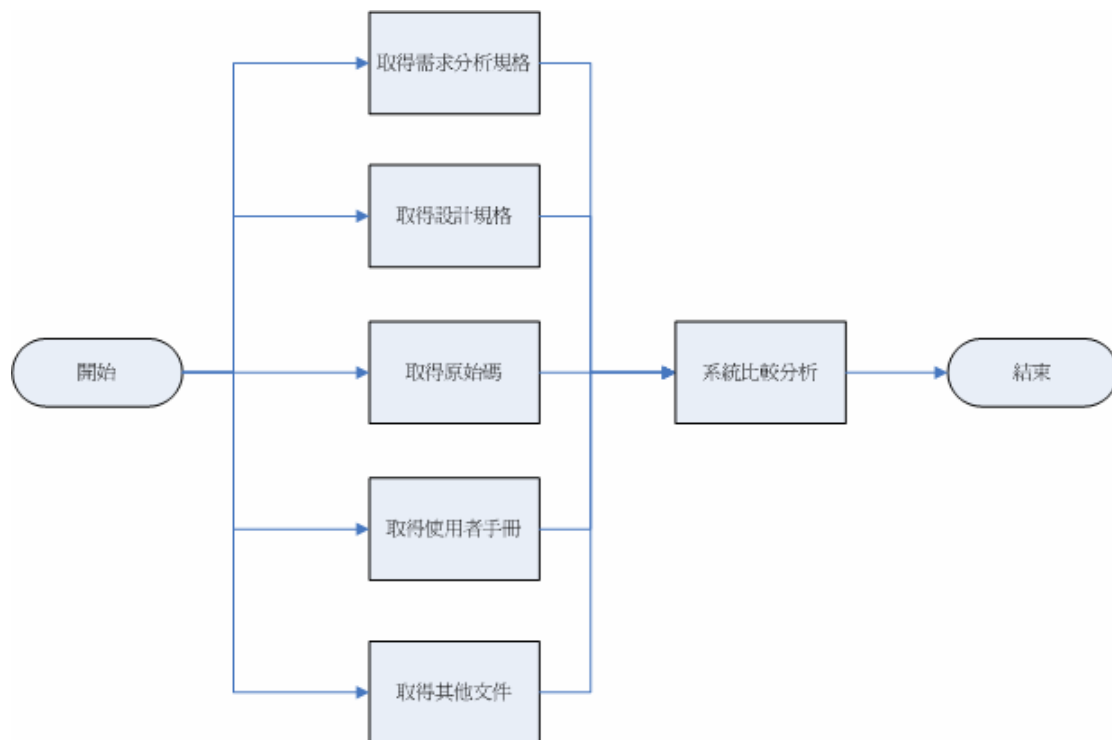 取得需求分析規格
取得設計規格
開始
取得原始碼
系統比較分析
結束
取得使用者手冊
取得其他文件